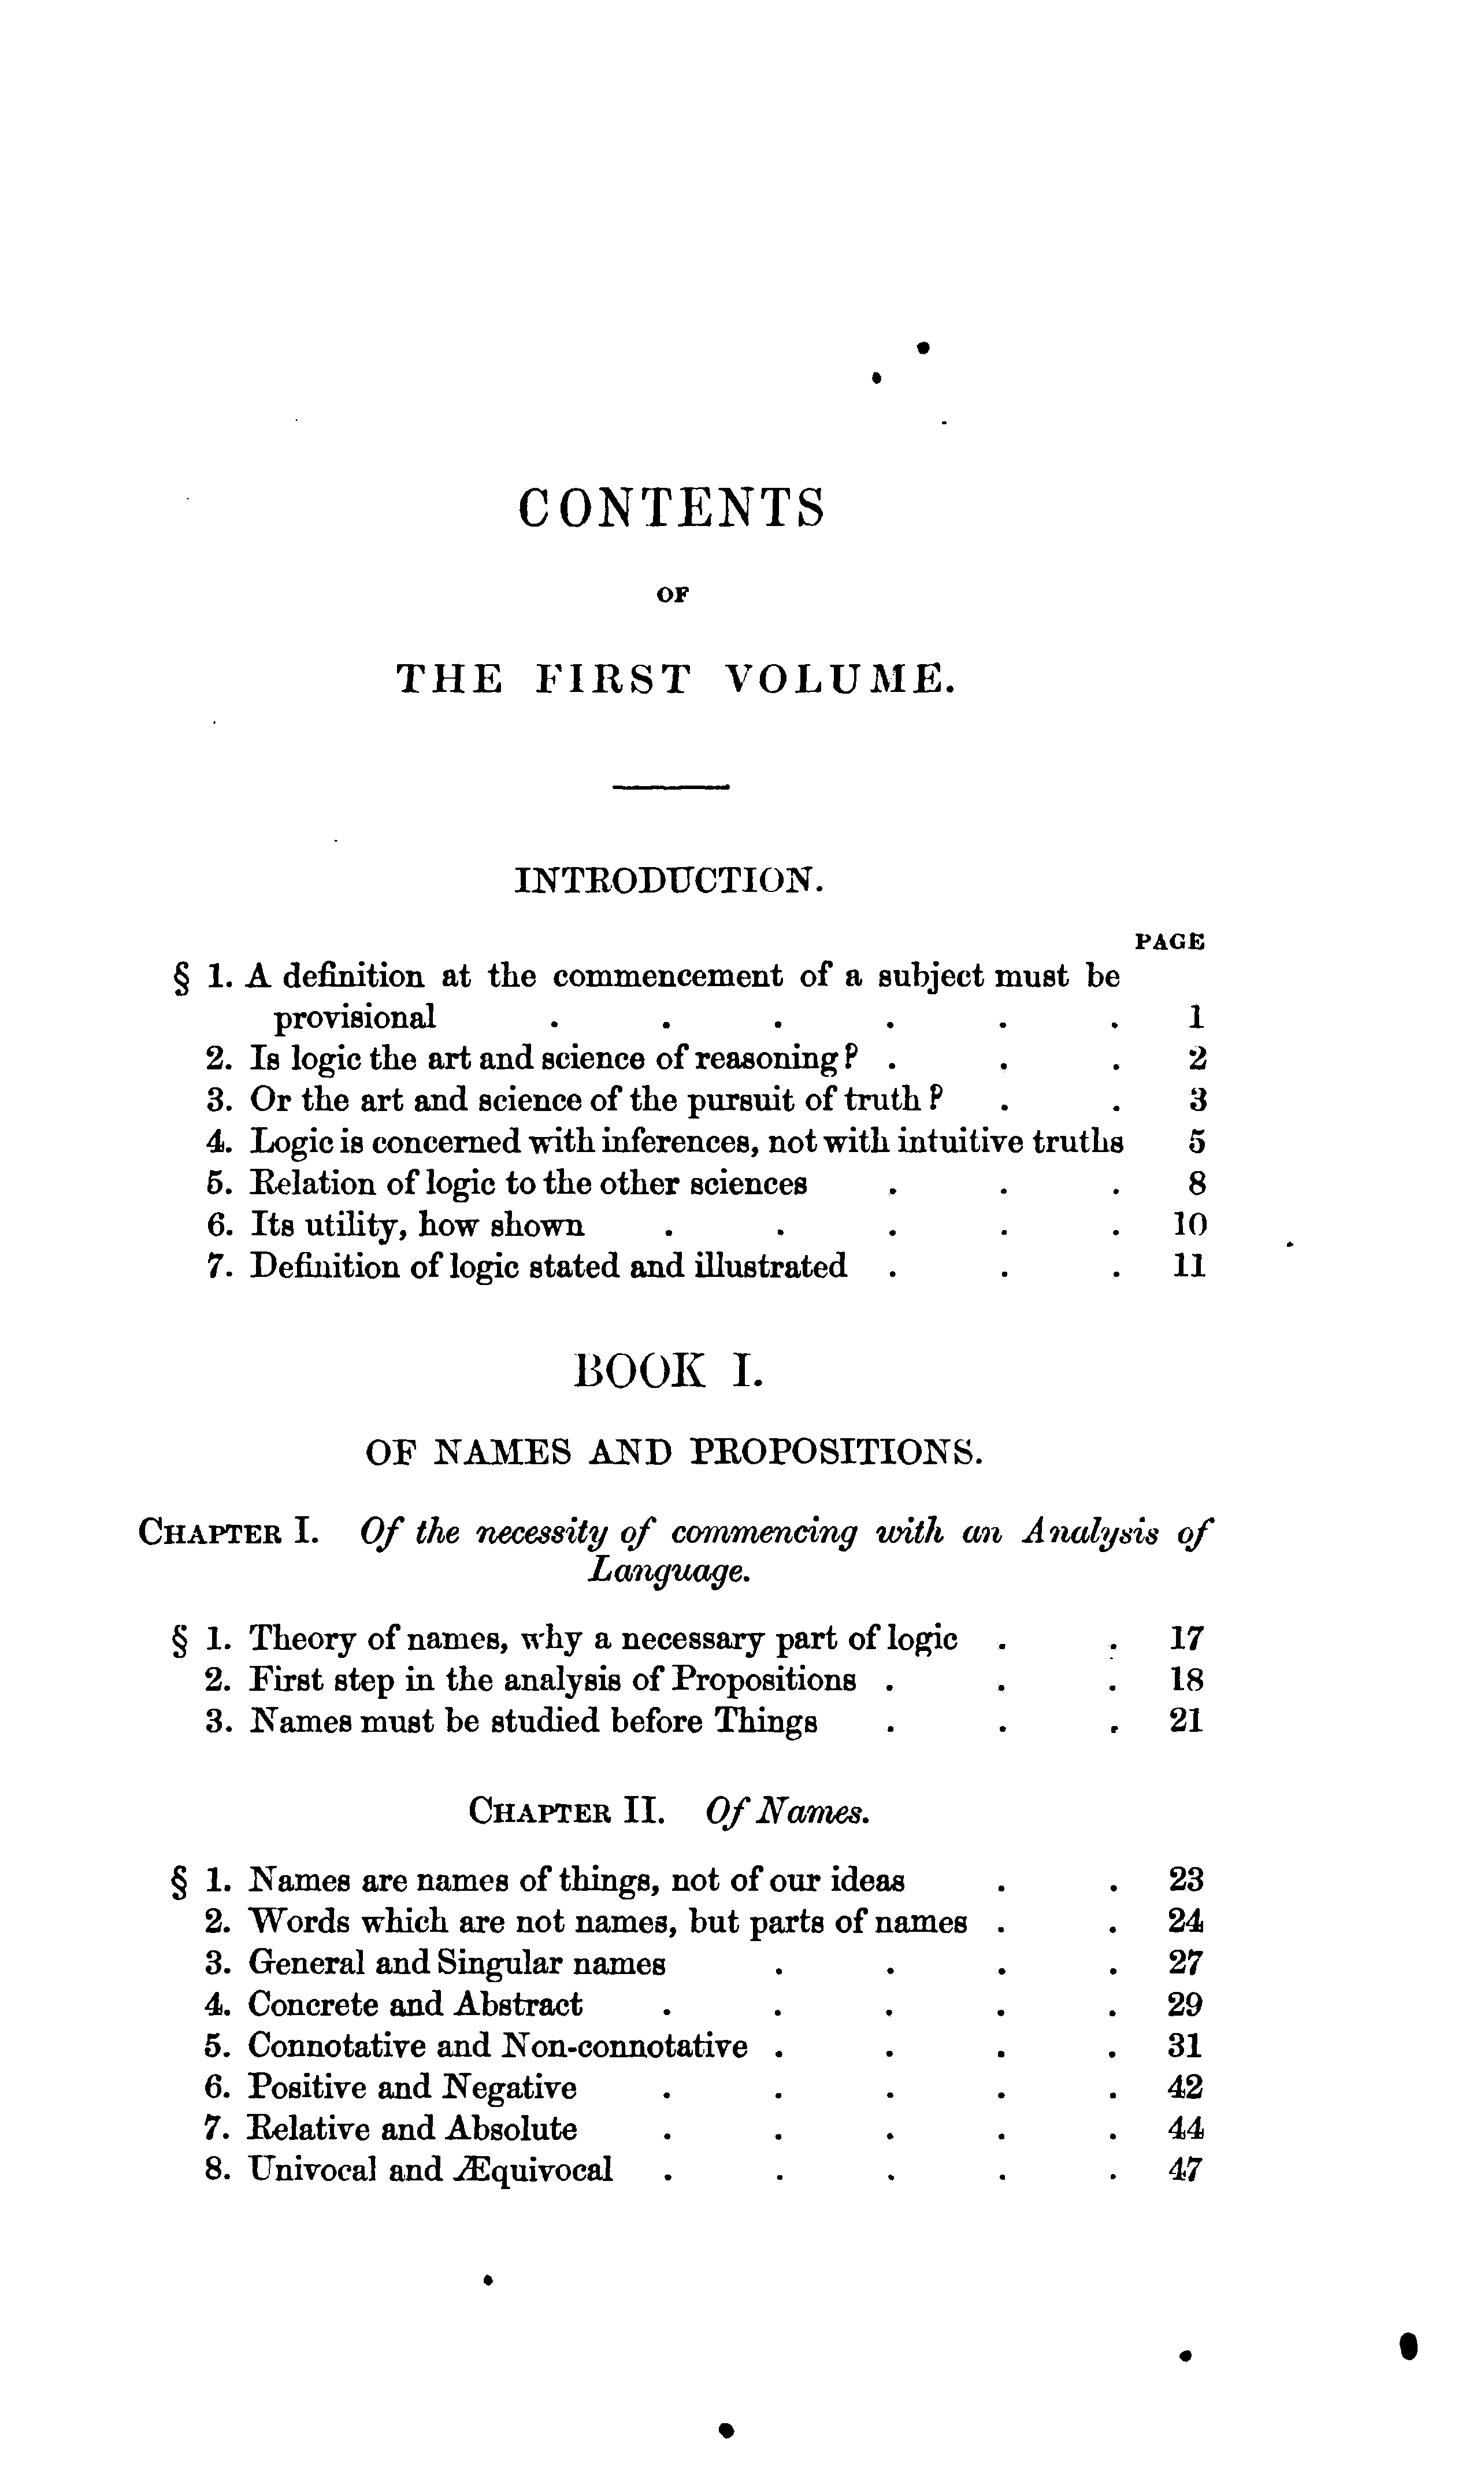 CONTENTS
OF
THE FIRST VOLUME.
INTRODUCTION.
PAGE
§ 1. A definition at the commencement of a subject must be
provisional . . . . . . 1
2. Is logic the art and science of reasoning? . . . 2
3. Or the art and science of the pursuit of truth? . . 3
4. Logic is concerned with inferences, not with intuitive truths 5
5. Relation of logic to the other sciences . . . 8
6. Its utility, how shown . . . . . 10
7. Definition of logic stated and illustrated . . . 11
BOOK I.
OF NAMES AND PROPOSITIONS.
CHAPTER I. Of the necessity of commencing with an Analysis of
Language.
§ 1. Theory of names, why a necessary part of logic . . 17
2. First step in the analysis of Propositions . . . 18
3. Names must be studied before Things . . . 21
CHAPTER II. Of Names.
§ 1. Names are names of things, not of our ideas . . 23
2. Words which are not names, but parts of names . . 24
3. General and Singular names . . . . 27
4. Concrete and Abstract . . . . . 29
5. Connotative and Non-connotative . . . . 31
6. Positive and Negative . . . . . 42
7. Relative and Absolute . . . . . 44
8. Univocal and Æquivocal . . . . . 47